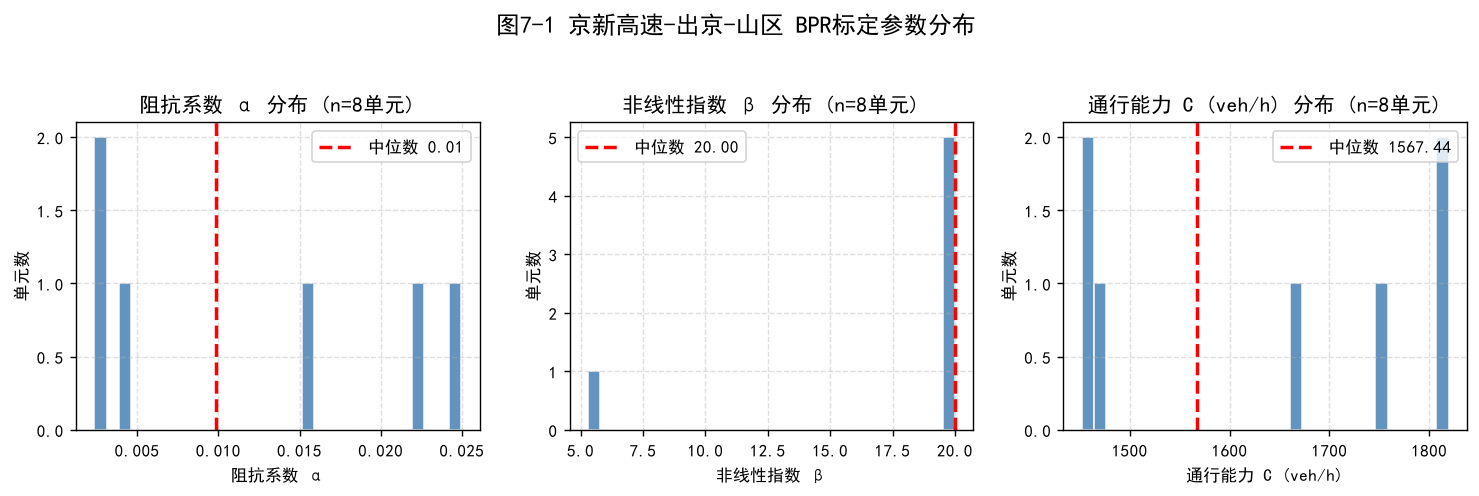 图7-1 京新高速-出京-山区 BPR标定参数分布
阻抗系数 α 分布 (n=8单元)
中位数 0.01
单元数
2.0
1.5
1.0
0.5
0.0
0.005
0.010
0.015
0.020
0.025
阻抗系数 α
非线性指数 β 分布 (n=8单元)
中位数 20.00
单元数
5
4
3
2
1
0
5.0
7.5
10.0
12.5
15.0
17.5
20.0
非线性指数 β
通行能力 C (veh/h) 分布 (n=8单元)
中位数 1567.44
单元数
2.0
1.5
1.0
0.5
0.0
1500
1600
1700
1800
通行能力 C (veh/h)